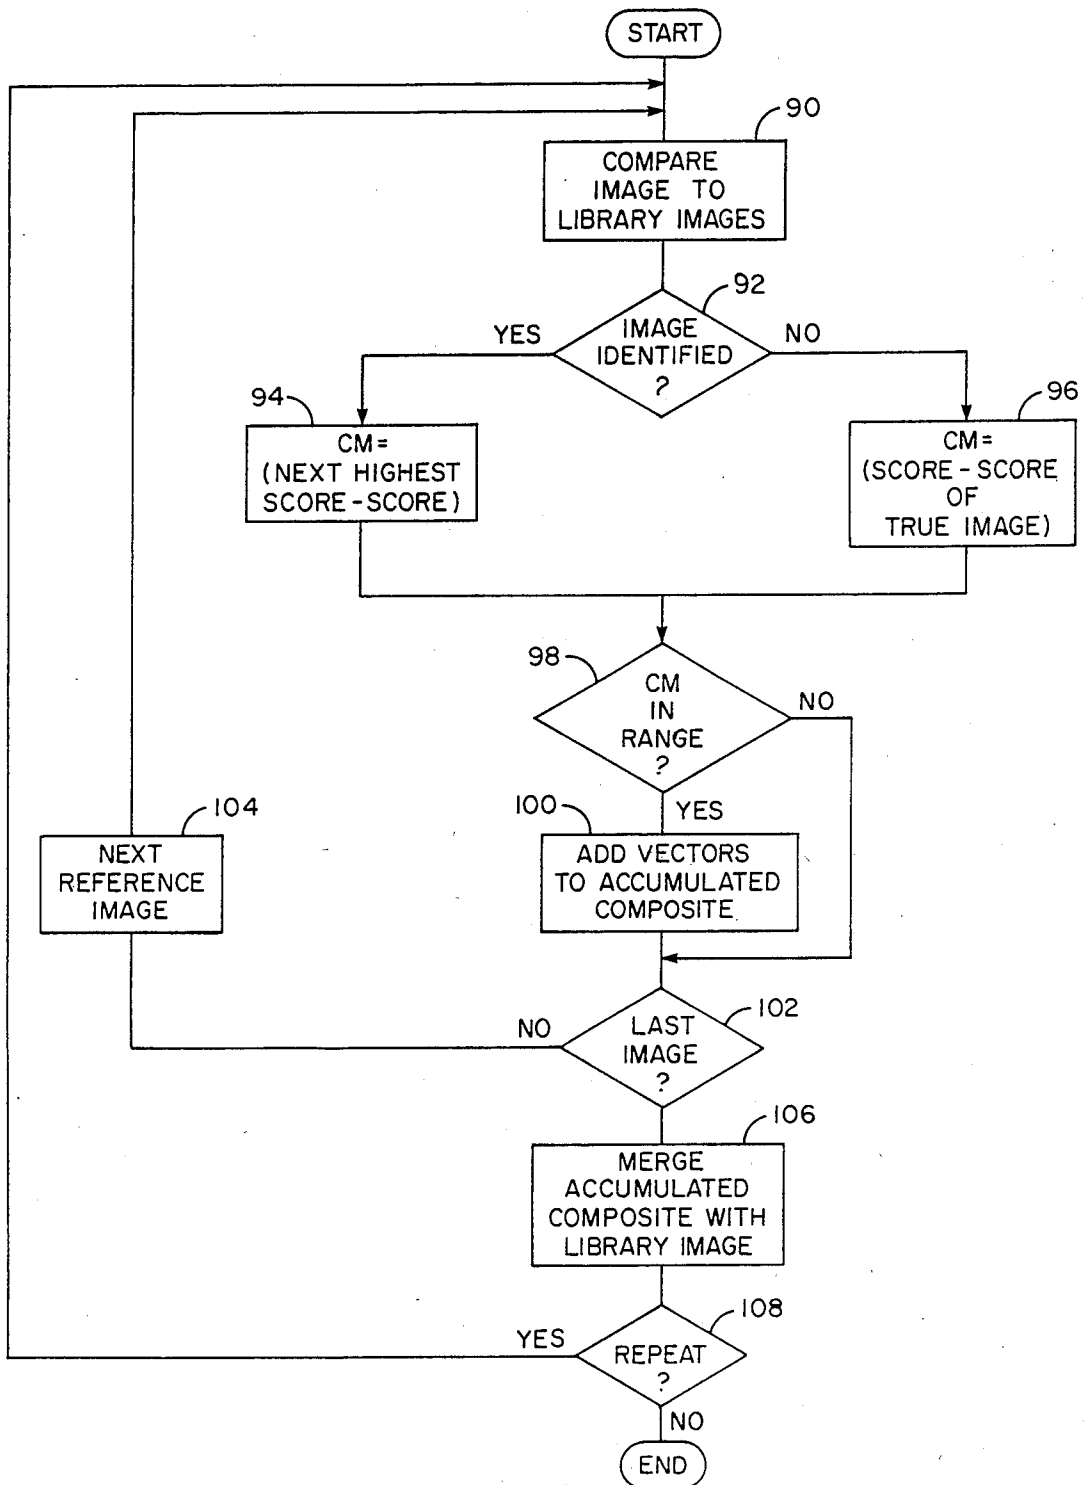 START
90
COMPARE
IMAGE TO
LIBRARY IMAGES
92
YES
IMAGE
IDENTIFIED
?
NO
94
CM=
(NEXT HIGHEST
SCORE-SCORE)
96
CM=
(SCORE-SCORE
OF
TRUE IMAGE)
98
CM
IN
RANGE
?
NO
YES
100
ADD VECTORS
TO ACCUMULATED
COMPOSITE
104
NEXT
REFERENCE
IMAGE
102
NO
LAST
IMAGE
?
106
MERGE
ACCUMULATED
COMPOSITE WITH
LIBRARY IMAGE
108
YES
REPEAT
?
NO
END